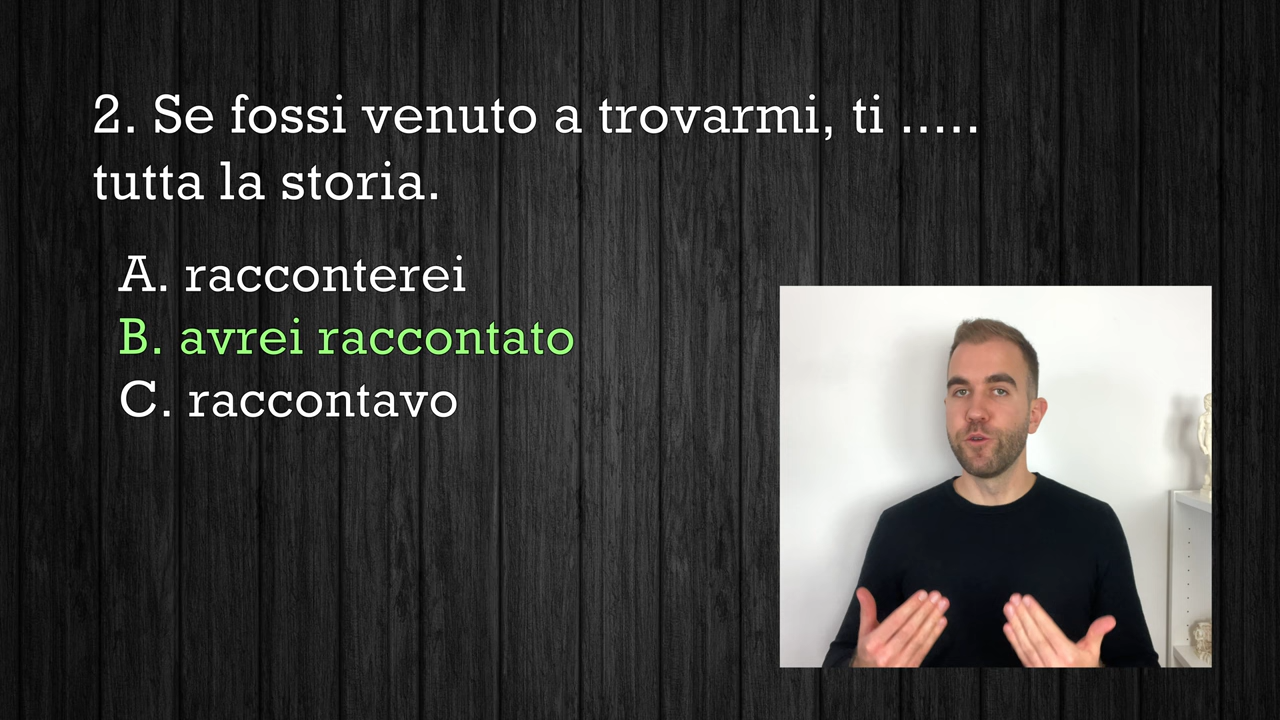 2. Se fossi venuto a trovarmi, ti .....
tutta la storia.
A. racconterei
B. avrei raccontato
C. raccontavo